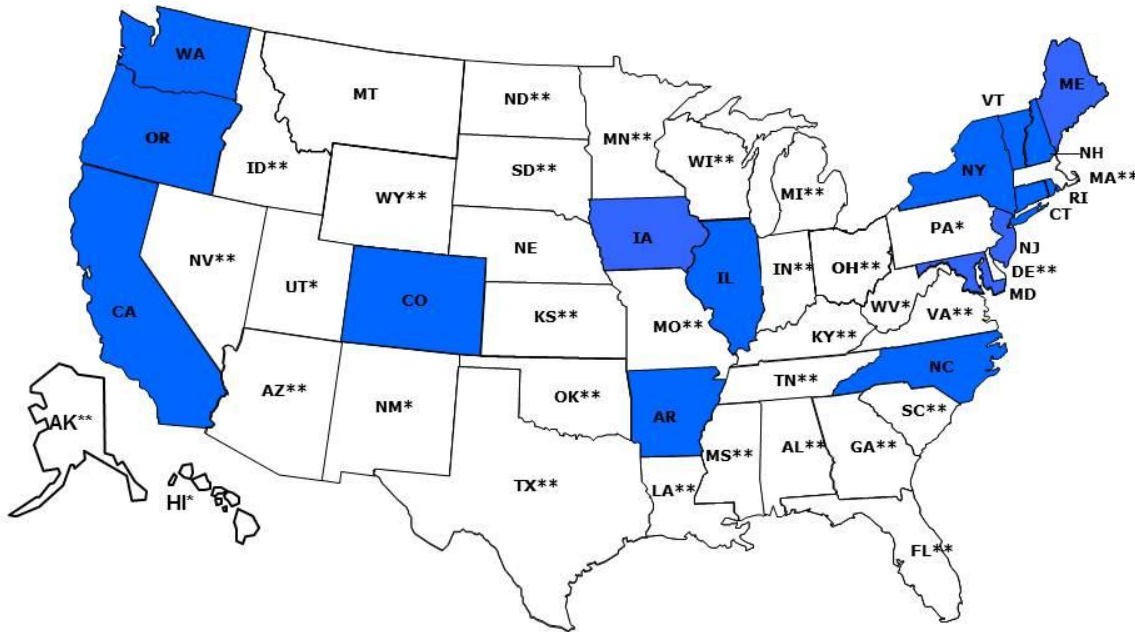 WA
MT
ND**
MN**
VT
ME
OR
ID**
SD**
WI**
MI**
NY
NH
MA**
WY**
RI
CT
NV**
NE
IA
PA*
NJ
UT*
CO
IL
IN**
OH**
DE**
MD
CA
KS**
MO**
WV*
VA**
KY**
AZ**
NM*
OK**
AR
TN**
NC
SC**
AK**
MS**
AL**
GA**
HI*
TX**
LA**
FL**